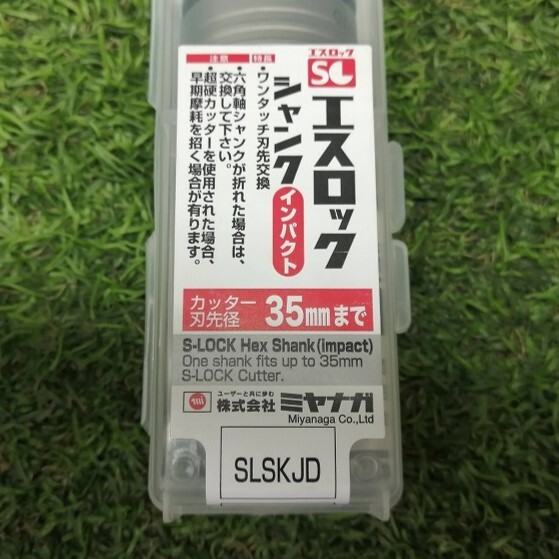 エスロック
SL
エスロック
シャンク
インパクト
特長
・ワンタッチ刃先交換
注意
・六角軸シャンクが折れた場合は、
交換して下さい。
・超硬カッターを使用された場合、
早期摩耗を招く場合が有ります。
カッター
刃先径
35mmまで
S-LOCK Hex Shank(impact)
One shank fits up to 35mm
S-LOCK Cutter.
ユーザーと共に歩む
株式会社 ミヤナガ
Miyanaga Co.,Ltd
SLSKJD